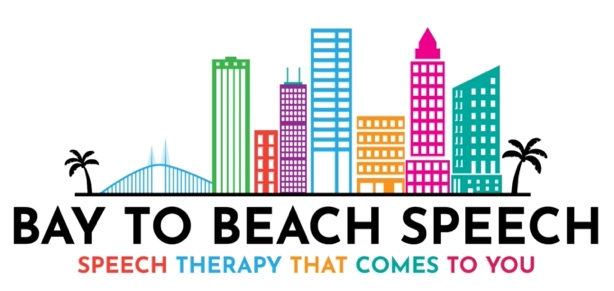 BAY TO BEACH SPEECH
SPEECH THERAPY THAT COMES TO YOU